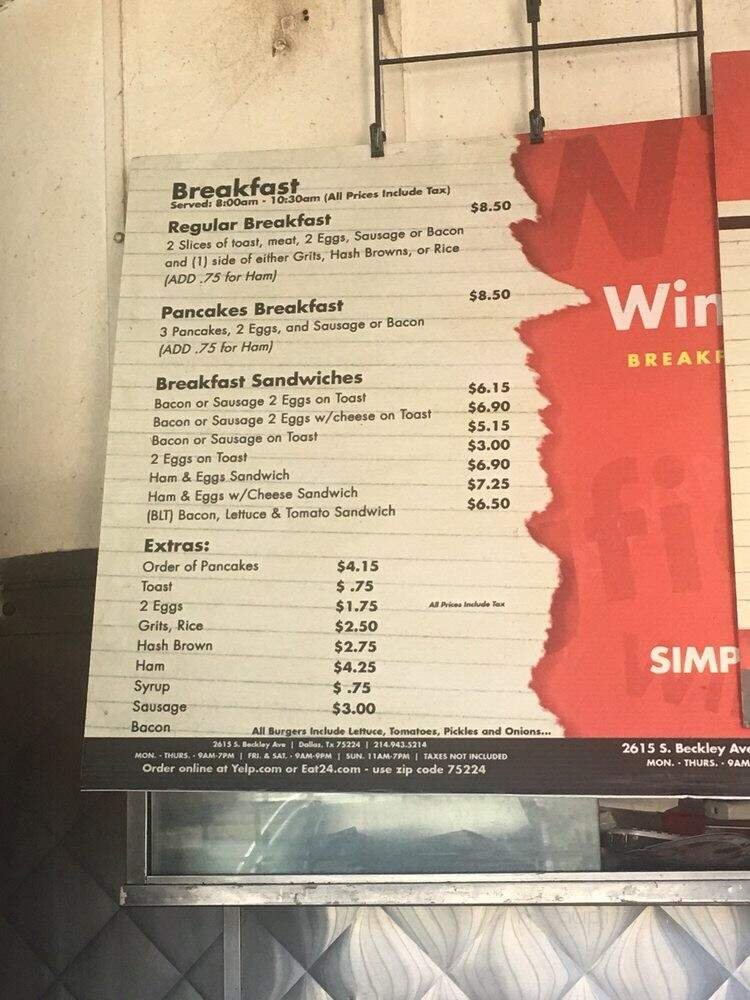 Breakfast
Served: 8:00am - 10:30am (All Prices Include Tax)
Regular Breakfast $8.50
2 Slices of toast, meat, 2 Eggs, Sausage or Bacon
and (1) side of either Grits, Hash Browns, or Rice
(ADD .75 for Ham)
Pancakes Breakfast $8.50
3 Pancakes, 2 Eggs, and Sausage or Bacon
(ADD .75 for Ham)
Breakfast Sandwiches
Bacon or Sausage 2 Eggs on Toast $6.15
Bacon or Sausage 2 Eggs w/cheese on Toast $6.90
Bacon or Sausage on Toast $5.15
2 Eggs on Toast $3.00
Ham & Eggs Sandwich $6.90
Ham & Eggs w/Cheese Sandwich $7.25
(BLT) Bacon, Lettuce & Tomato Sandwich $6.50
Extras:
Order of Pancakes $4.15
Toast $ .75
2 Eggs $1.75 All Prices Include Tax
Grits, Rice $2.50
Hash Brown $2.75
Ham $4.25
Syrup $ .75
Sausage $3.00
Bacon
All Burgers Include Lettuce, Tomatoes, Pickles and Onions...
2615 S. Beckley Ave | Dallas, Tx 75224 | 214.943.5214
MON. - THURS. - 9AM-7PM | FRI. & SAT. - 9AM-9PM | SUN. 11AM-7PM | TAXES NOT INCLUDED
Order online at Yelp.com or Eat24.com - use zip code 75224
Win
BREAKF
SIMP
2615 S. Beckley Ave
MON. - THURS. - 9AM